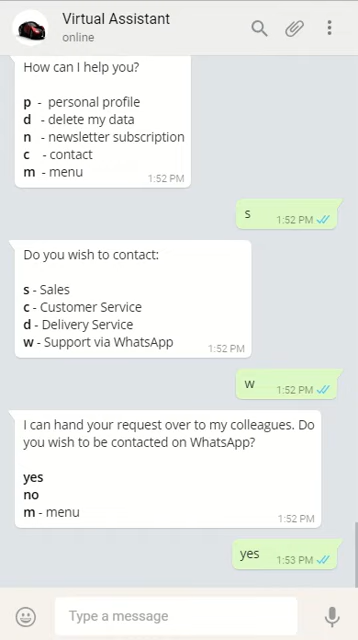 Virtual Assistant
online
How can I help you?
p - personal profile
d - delete my data
n - newsletter subscription
c - contact
m - menu
1:52 PM
s
1:52 PM
Do you wish to contact:
s - Sales
c - Customer Service
d - Delivery Service
w - Support via WhatsApp
1:52 PM
w
1:52 PM
I can hand your request over to my colleagues. Do
you wish to be contacted on WhatsApp?
yes
no
m - menu
1:52 PM
yes
1:53 PM
Type a message